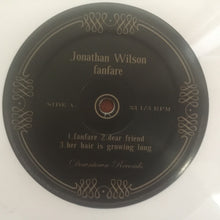 Jonathan Wilson
fanfare
SIDE A. 33 1/3 RPM
1.fanfare 2.dear friend
3.her hair is growing long
Downtown Records